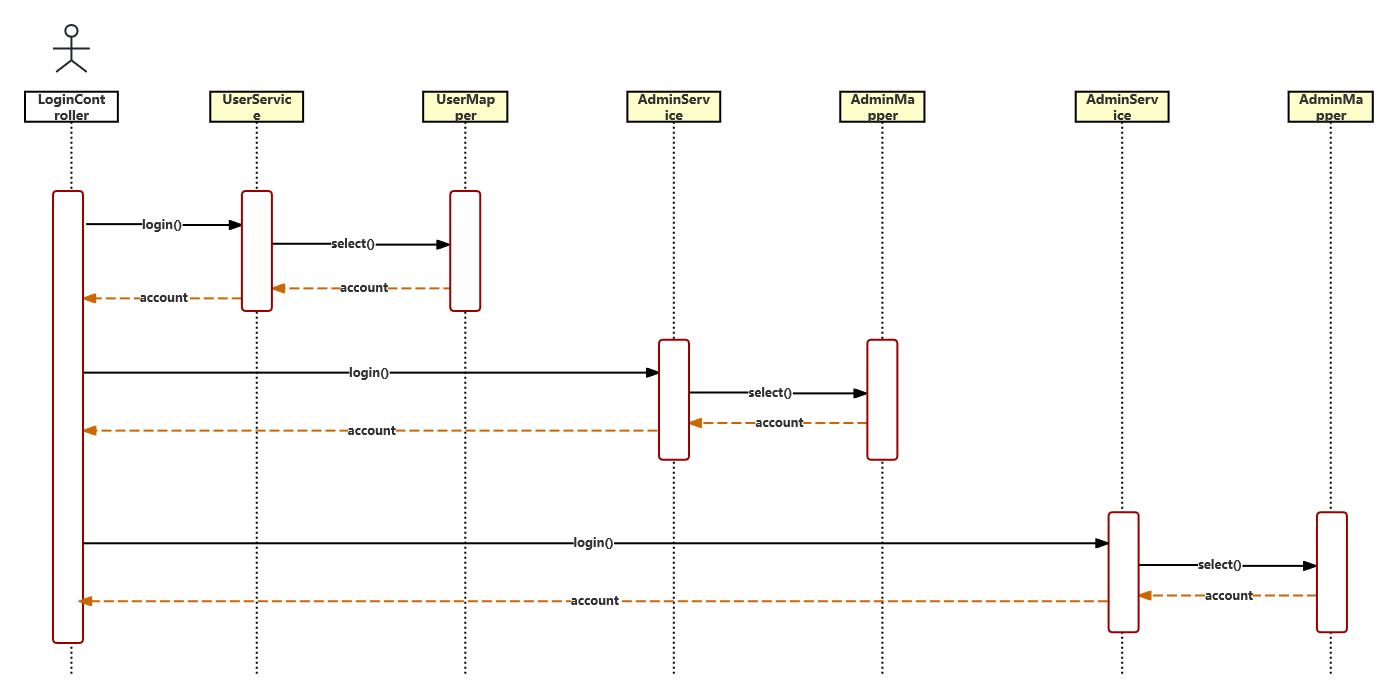 LoginCont
roller
UserServic
e
UserMap
per
AdminServ
ice
AdminMa
pper
AdminServ
ice
AdminMa
pper
login()
select()
account
account
login()
select()
account
account
login()
select()
account
account